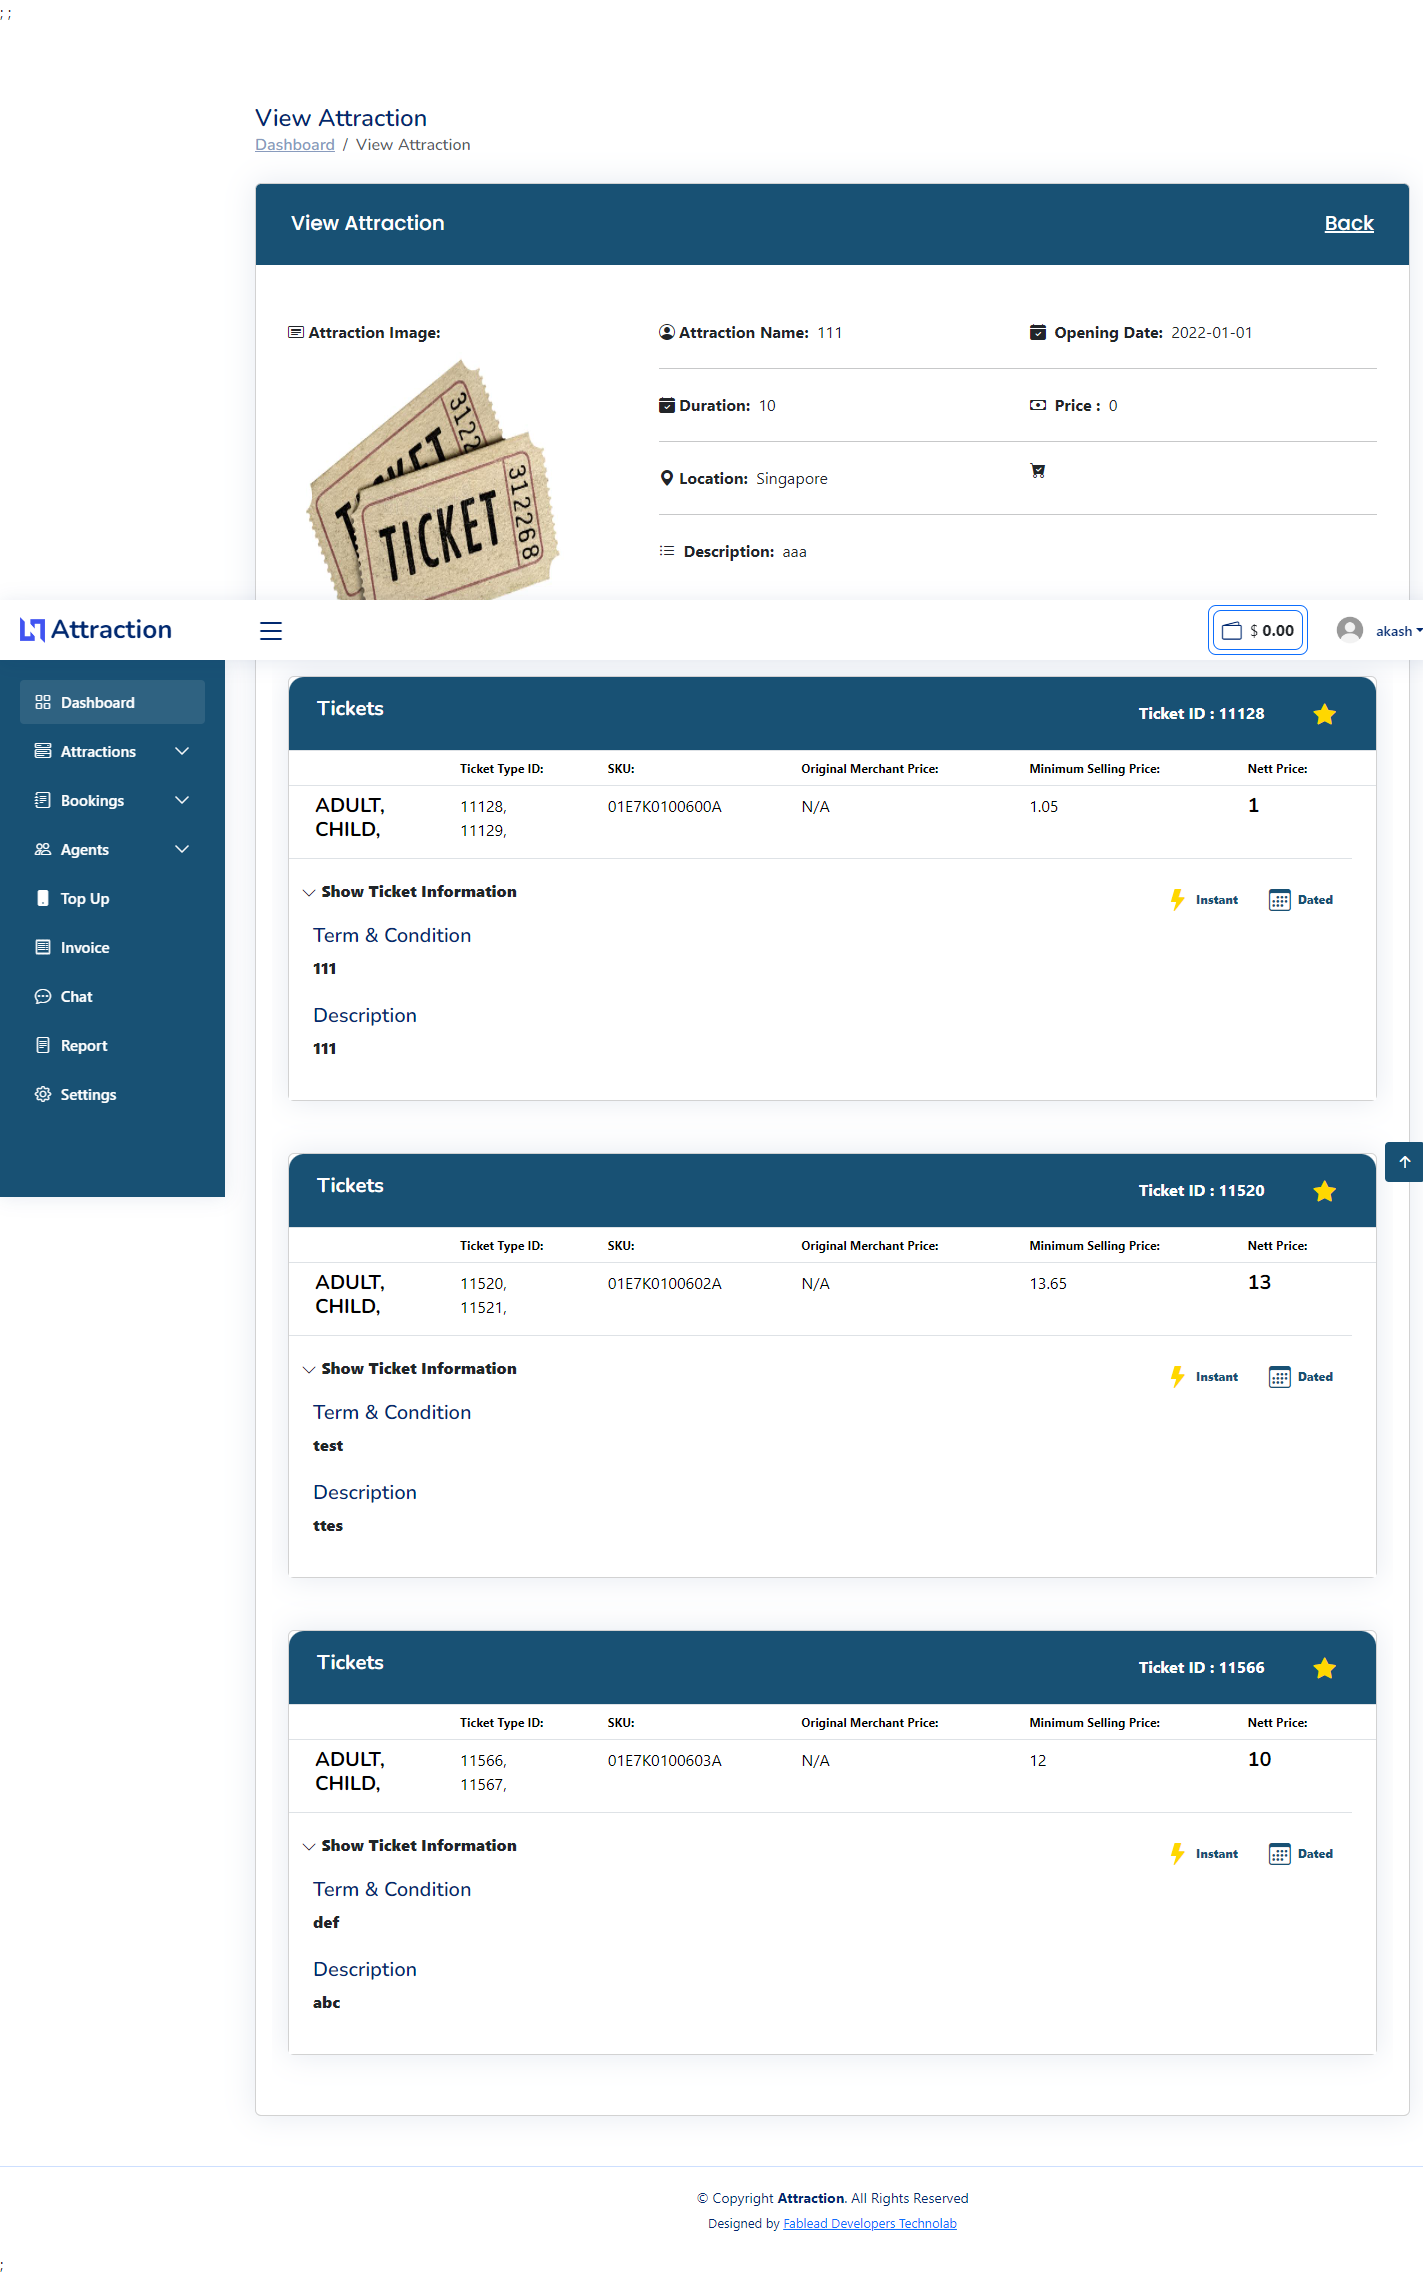 ; ;
View Attraction
Dashboard / View Attraction
View Attraction Back
Attraction Image: Attraction Name: 111 Opening Date: 2022-01-01
Duration: 10 Price : 0
Location: Singapore
Description: aaa
TICKET 312268
Attraction $ 0.00 akash
Dashboard
Attractions
Bookings
Agents
Top Up
Invoice
Chat
Report
Settings
Tickets Ticket ID : 11128
Ticket Type ID: SKU: Original Merchant Price: Minimum Selling Price: Nett Price:
ADULT, 11128, 01E7K0100600A N/A 1.05 1
CHILD, 11129,
Show Ticket Information Instant Dated
Term & Condition
111
Description
111
Tickets Ticket ID : 11520
Ticket Type ID: SKU: Original Merchant Price: Minimum Selling Price: Nett Price:
ADULT, 11520, 01E7K0100602A N/A 13.65 13
CHILD, 11521,
Show Ticket Information Instant Dated
Term & Condition
test
Description
ttes
Tickets Ticket ID : 11566
Ticket Type ID: SKU: Original Merchant Price: Minimum Selling Price: Nett Price:
ADULT, 11566, 01E7K0100603A N/A 12 10
CHILD, 11567,
Show Ticket Information Instant Dated
Term & Condition
def
Description
abc
© Copyright Attraction. All Rights Reserved
Designed by Fablead Developers Technolab
;